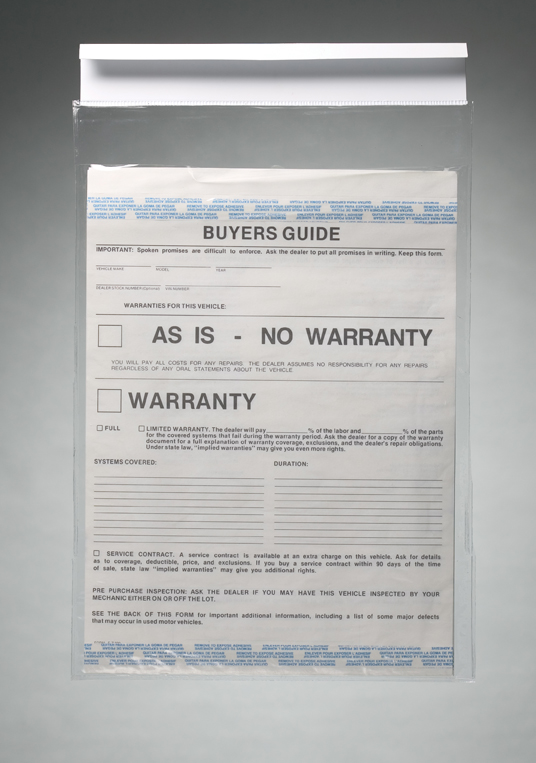 BUYERS GUIDE
IMPORTANT: Spoken promises are difficult to enforce. Ask the dealer to put all promises in writing. Keep this form.
VEHICLE MAKE MODEL YEAR
DEALER STOCK NUMBER (Optional) VIN NUMBER
WARRANTIES FOR THIS VEHICLE:
AS IS - NO WARRANTY
YOU WILL PAY ALL COSTS FOR ANY REPAIRS. THE DEALER ASSUMES NO RESPONSIBILITY FOR ANY REPAIRS
REGARDLESS OF ANY ORAL STATEMENTS ABOUT THE VEHICLE.
WARRANTY
FULL LIMITED WARRANTY. The dealer will pay % of the labor and % of the parts
for the covered systems that fail during the warranty period. Ask the dealer for a copy of the warranty
document for a full explanation of warranty coverage, exclusions, and the dealer's repair obligations.
Under state law, "implied warranties" may give you even more rights.
SYSTEMS COVERED: DURATION:
SERVICE CONTRACT. A service contract is available at an extra charge on this vehicle. Ask for details
as to coverage, deductible, price, and exclusions. If you buy a service contract within 90 days of the time
of sale, state law "implied warranties" may give you additional rights.
PRE PURCHASE INSPECTION: ASK THE DEALER IF YOU MAY HAVE THIS VEHICLE INSPECTED BY YOUR
MECHANIC EITHER ON OR OFF THE LOT.
SEE THE BACK OF THIS FORM for important additional information, including a list of some major defects
that may occur in used motor vehicles.